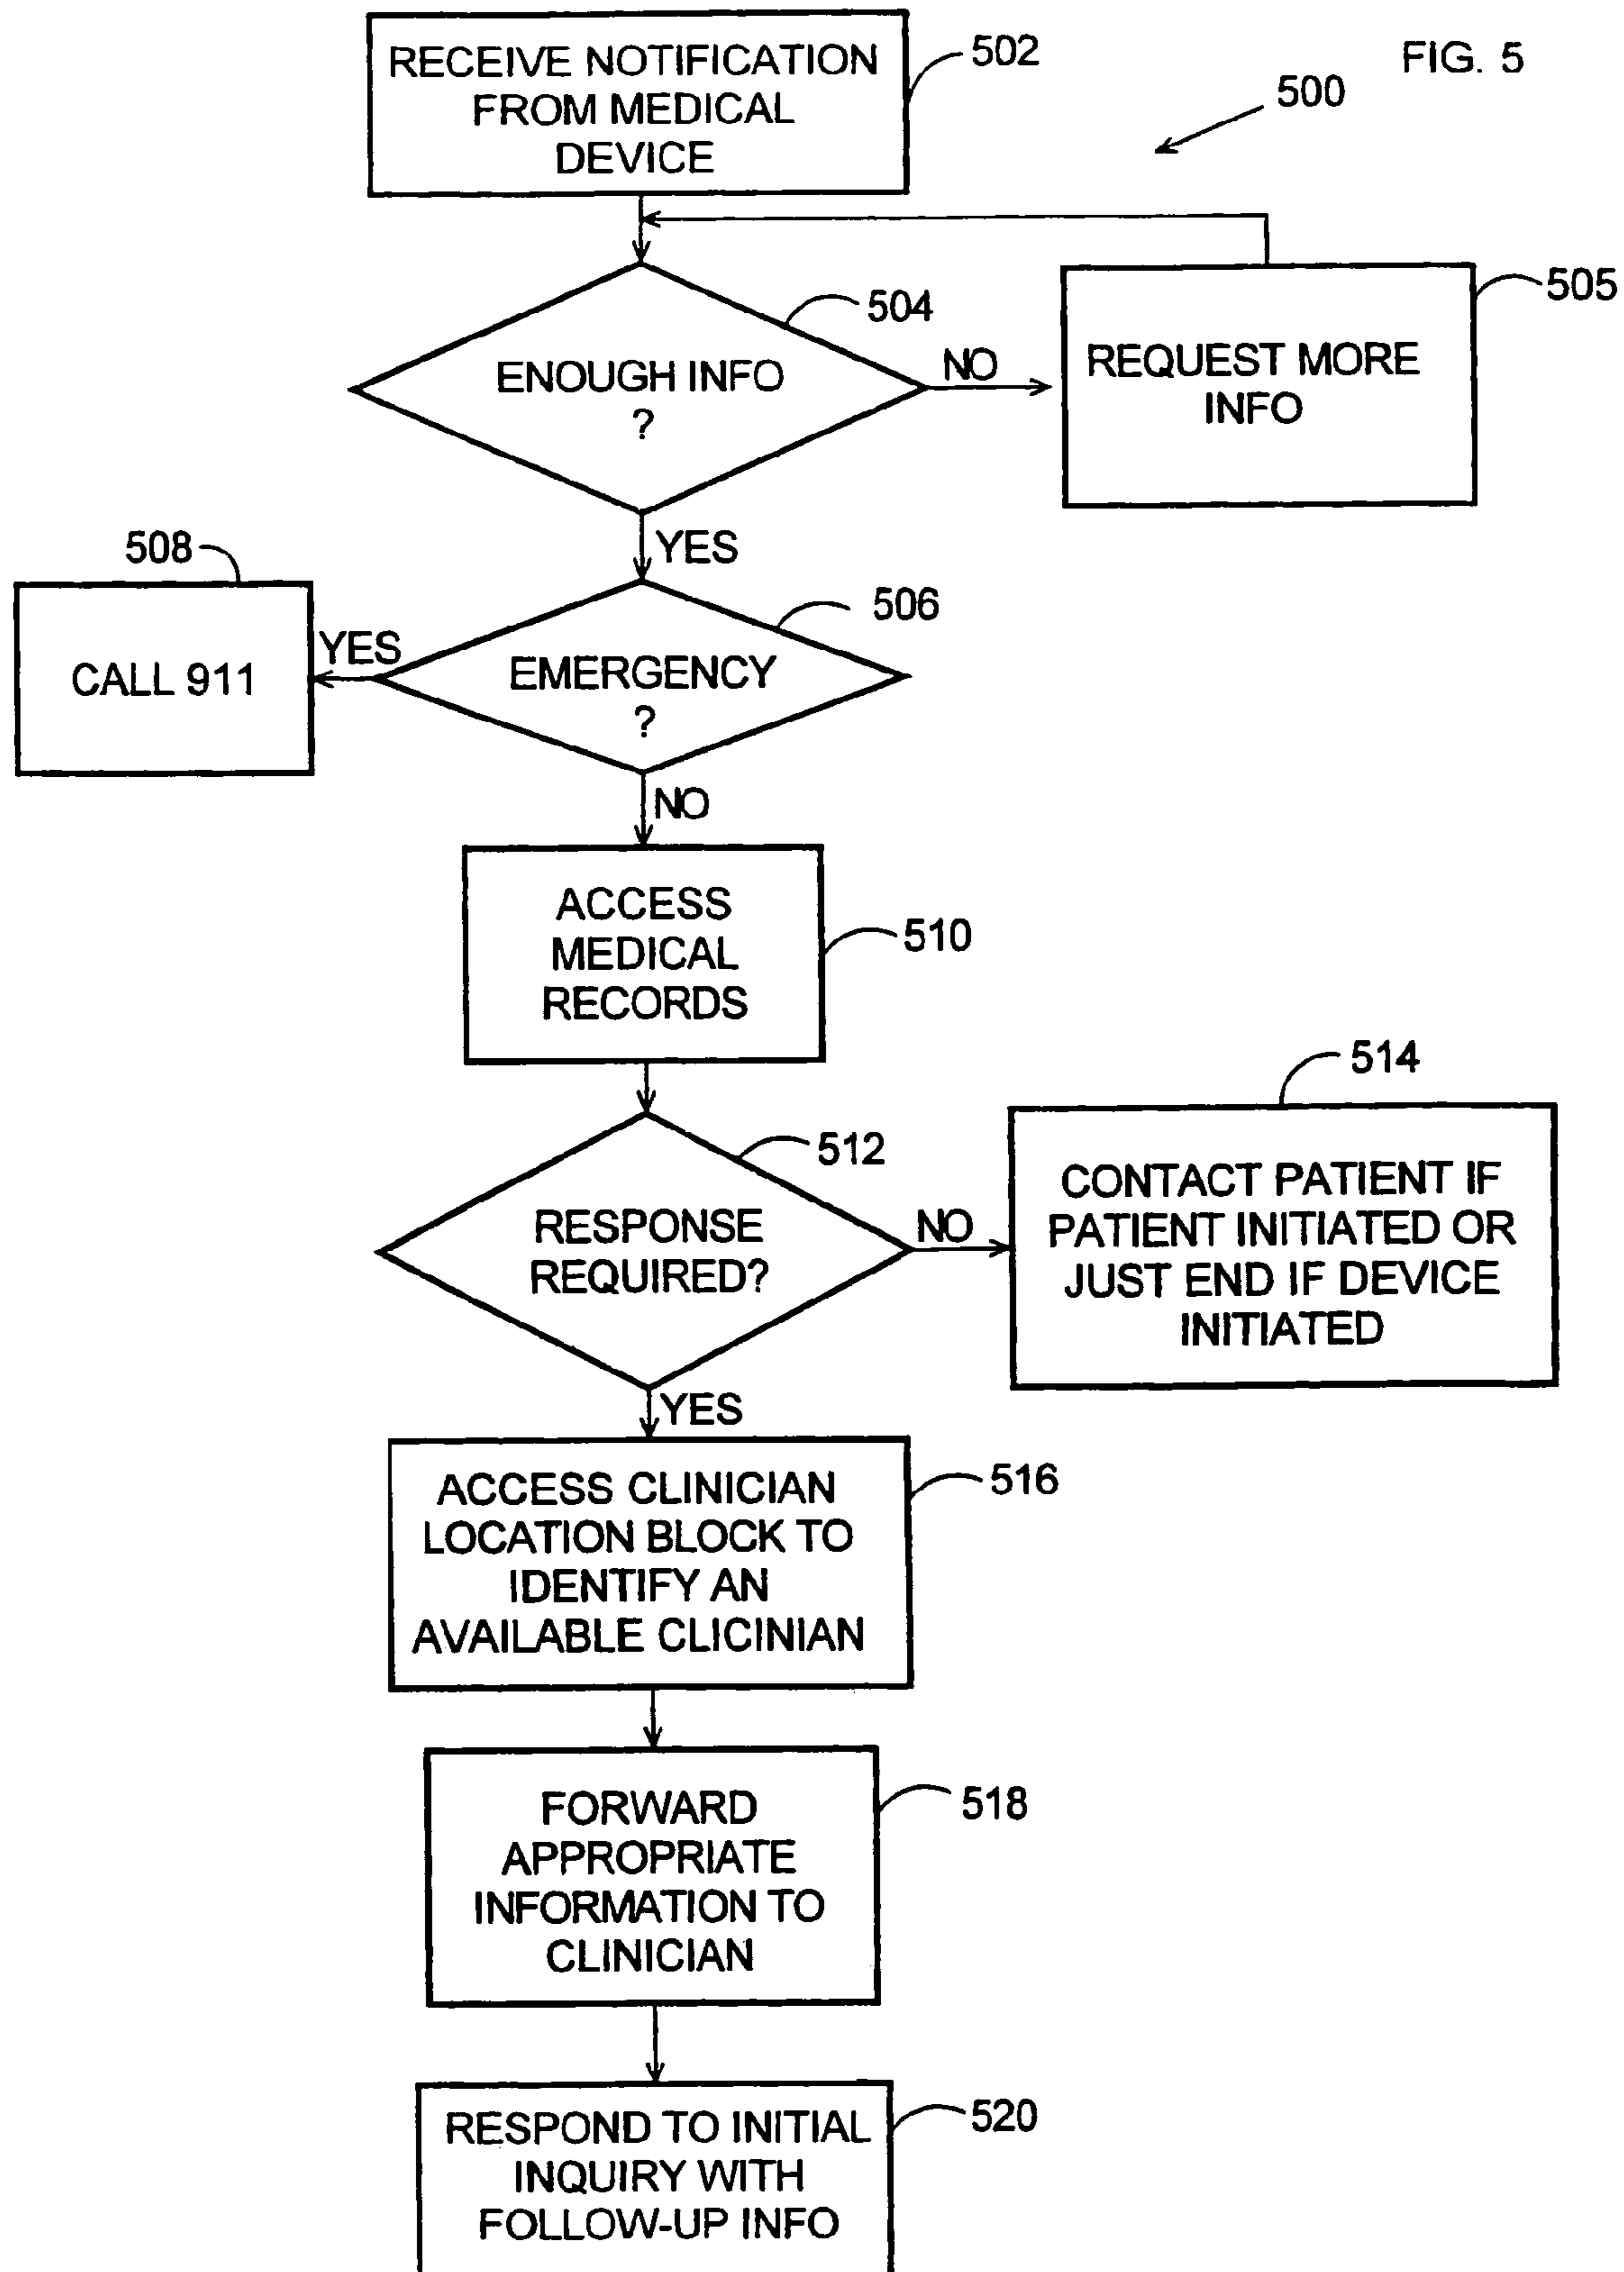 RECEIVE NOTIFICATION
FROM MEDICAL
DEVICE
502
FIG. 5
500
504
ENOUGH INFO
?
NO
505
REQUEST MORE
INFO
YES
508
CALL 911
YES
506
EMERGENCY
?
NO
ACCESS
MEDICAL
RECORDS
510
512
RESPONSE
REQUIRED?
NO
514
CONTACT PATIENT IF
PATIENT INITIATED OR
JUST END IF DEVICE
INITIATED
YES
ACCESS CLINICIAN
LOCATION BLOCK TO
IDENTIFY AN
AVAILABLE CLICINIAN
516
FORWARD
APPROPRIATE
INFORMATION TO
CLINICIAN
518
RESPOND TO INITIAL
INQUIRY WITH
FOLLOW-UP INFO
520